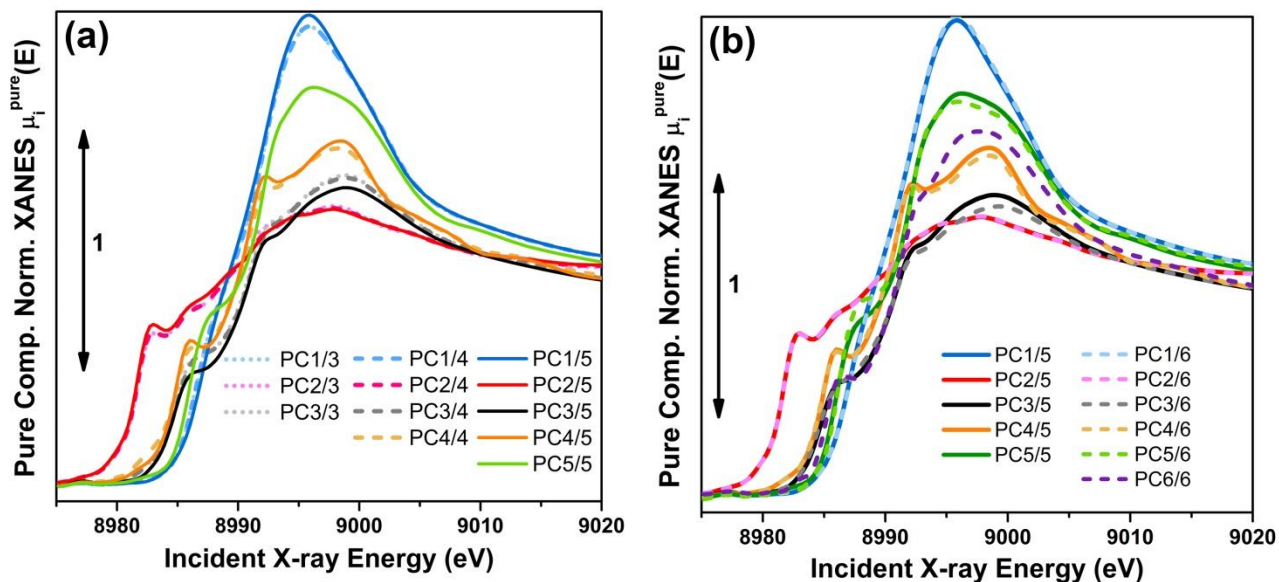 (a)
Pure Comp. Norm. XANES μ_i^pure(E)
1
PC1/3 PC1/4 PC1/5
PC2/3 PC2/4 PC2/5
PC3/3 PC3/4 PC3/5
PC4/4 PC4/5
PC5/5
8980 8990 9000 9010 9020
Incident X-ray Energy (eV)
(b)
Pure Comp. Norm. XANES μ_i^pure(E)
1
PC1/5 PC1/6
PC2/5 PC2/6
PC3/5 PC3/6
PC4/5 PC4/6
PC5/5 PC5/6
PC6/6
8980 8990 9000 9010 9020
Incident X-ray Energy (eV)